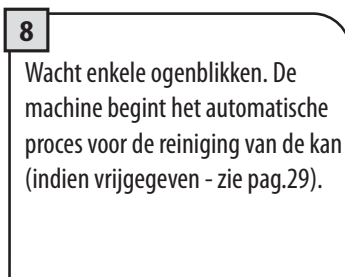 8
Wacht enkele ogenblikken. De
machine begint het automatische
proces voor de reiniging van de kan
(indien vrijgegeven - zie pag.29).